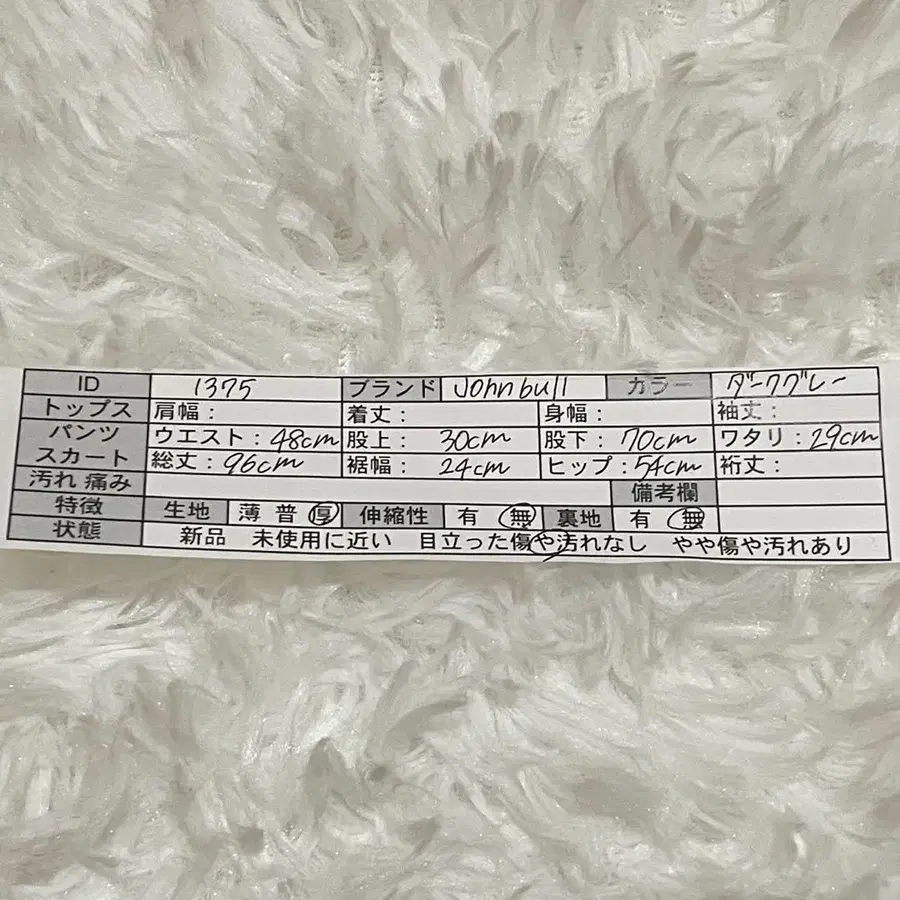 ID 1375 ブランド Johnbull カラー ダークグレー
トップス 肩幅: 着丈: 身幅: 袖丈:
パンツ スカート ウエスト:48cm 股上: 30cm 股下: 70cm ワタリ:29cm
総丈:96cm 裾幅: 24cm ヒップ:54cm 裄丈:
汚れ 痛み 備考欄
特徴 生地 薄 普 厚 伸縮性 有 無 裏地 有 無
状態 新品 未使用に近い 目立った傷や汚れなし やや傷や汚れあり